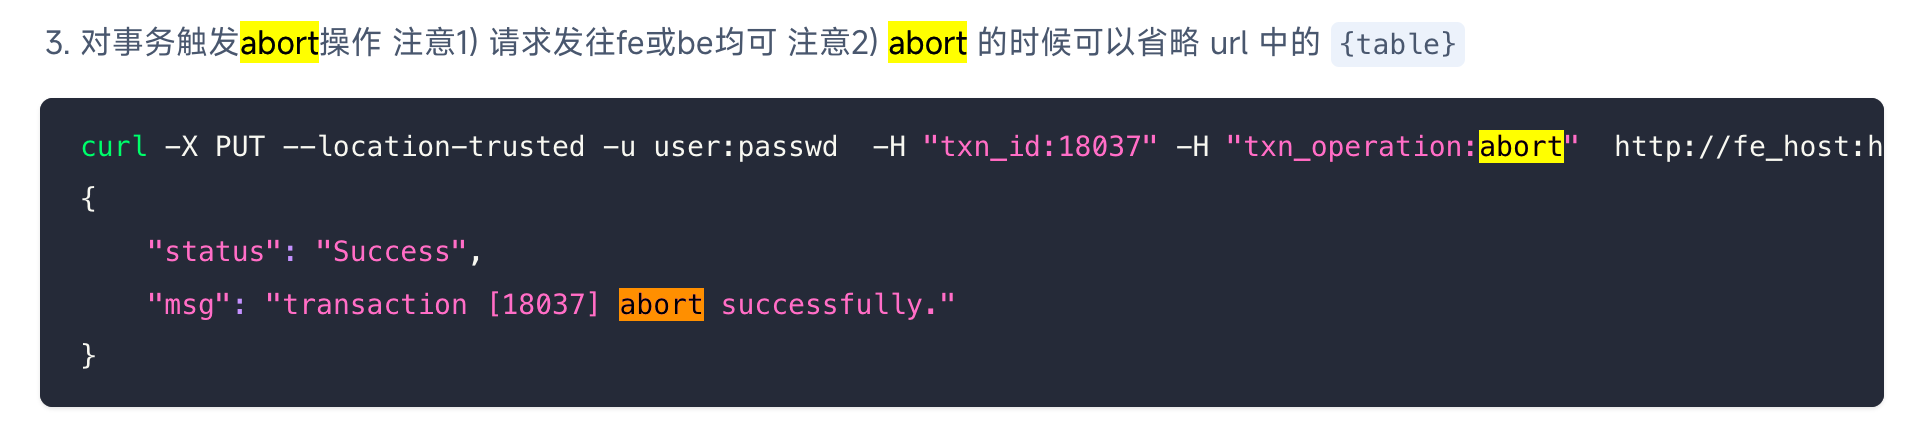 3. 对事务触发abort操作 注意1) 请求发往fe或be均可 注意2) abort 的时候可以省略 url 中的 {table}
curl -X PUT --location-trusted -u user:passwd  -H "txn_id:18037" -H "txn_operation:abort"  http://fe_host:h
{
    "status": "Success",
    "msg": "transaction [18037] abort successfully."
}